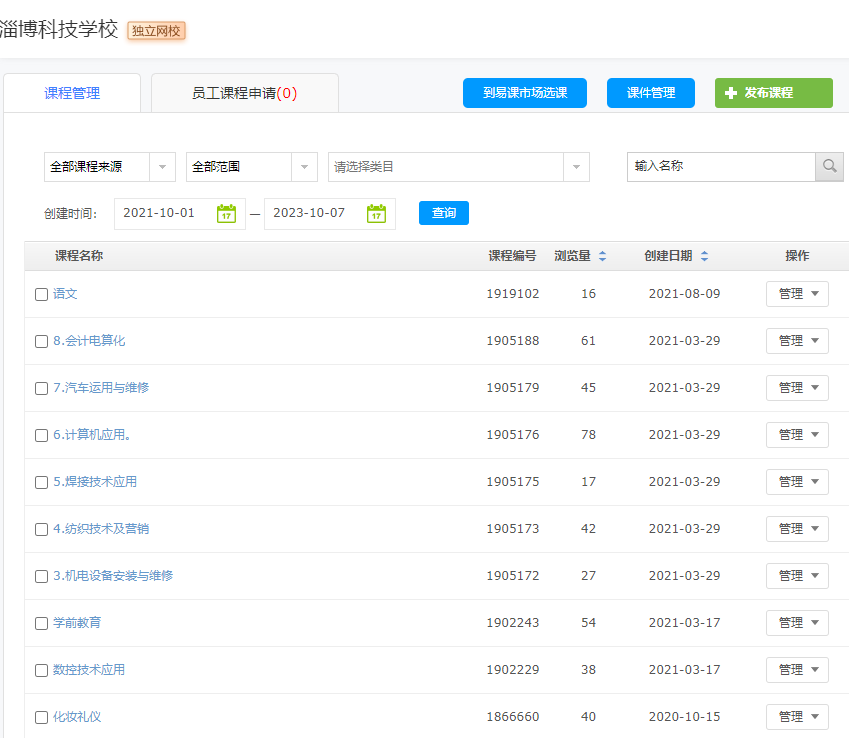 淄博科技学校 独立网校
课程管理 员工课程申请(0) 到易课市场选课 课件管理 发布课程
全部课程来源 全部范围 请选择类目 输入名称
创建时间: 2021-10-01 17 — 2023-10-07 17 查询
课程名称 课程编号 浏览量 创建日期 操作
语文 1919102 16 2021-08-09 管理
8.会计电算化 1905188 61 2021-03-29 管理
7.汽车运用与维修 1905179 45 2021-03-29 管理
6.计算机应用。 1905176 78 2021-03-29 管理
5.焊接技术应用 1905175 17 2021-03-29 管理
4.纺织技术及营销 1905173 42 2021-03-29 管理
3.机电设备安装与维修 1905172 27 2021-03-29 管理
学前教育 1902243 54 2021-03-17 管理
数控技术应用 1902229 38 2021-03-17 管理
化妆礼仪 1866660 40 2020-10-15 管理